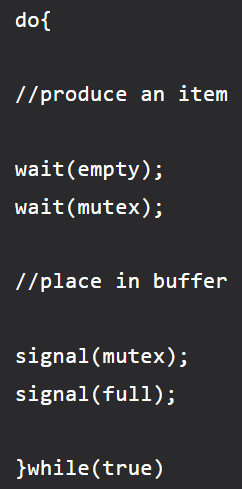 do{
//produce an item
wait(empty);
wait(mutex);
//place in buffer
signal(mutex);
signal(full);
}while(true)